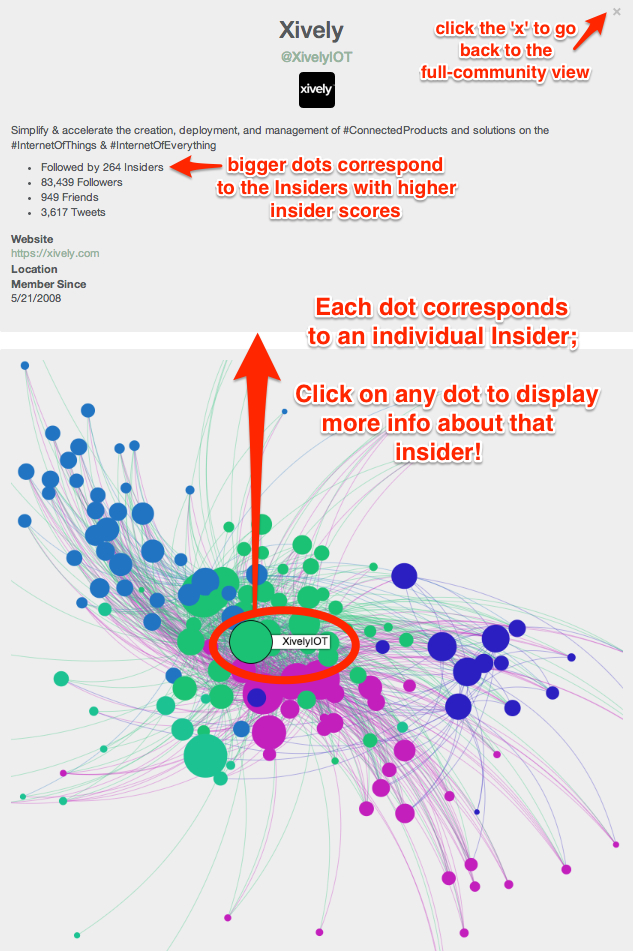 Xively
@XivelyIOT
xively
×
click the 'x' to go
back to the
full-community view
Simplify & accelerate the creation, deployment, and management of #ConnectedProducts and solutions on the
#InternetOfThings & #InternetOfEverything
• Followed by 264 Insiders
• 83,439 Followers
• 949 Friends
• 3,617 Tweets
bigger dots correspond
to the Insiders with higher
insider scores
Website
https://xively.com
Location
Member Since
5/21/2008
Each dot corresponds
to an individual Insider;
Click on any dot to display
more info about that
insider!
XivelyIOT